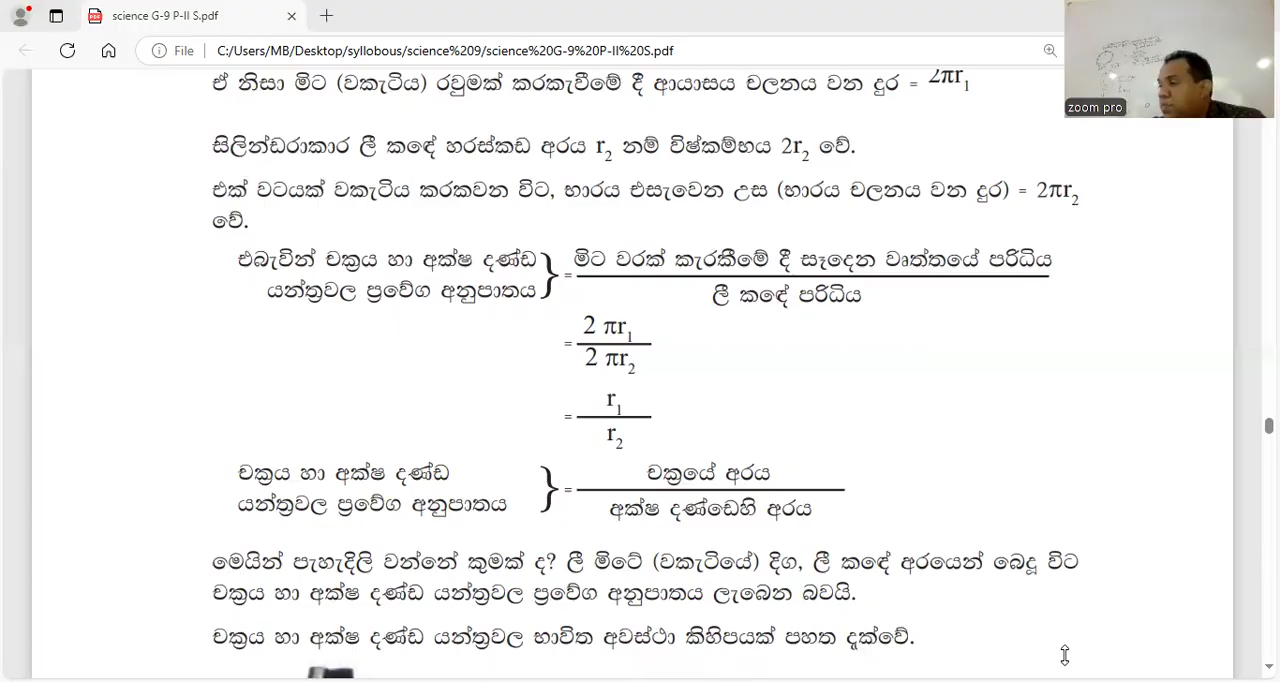 science G-9 P-II S.pdf
File C:/Users/MB/Desktop/syllobous/science%209/science%20G-9%20P-II%20S.pdf
zoom pro
ඒ නිසා මිට (වකැටිය) රවුමක් කරකැවීමේ දී ආයාසය චලනය වන දුර = 2πr₁
සිලින්ඩරාකාර ලී කඳේ හරස්කඩ අරය r₂ නම් විෂ්කම්භය 2r₂ වේ.
එක් වටයක් වකැටිය කරකවන විට, භාරය එසැවෙන උස (භාරය චලනය වන දුර) = 2πr₂
වේ.
එබැවින් චක්‍රය හා අක්ෂ දණ්ඩ
යන්ත්‍රවල ප්‍රවේග අනුපාතය } = මිට වරක් කැරකීමේ දී සෑදෙන වෘත්තයේ පරිධිය
ලී කඳේ පරිධිය
= 2 πr₁
2 πr₂
= r₁
r₂
චක්‍රය හා අක්ෂ දණ්ඩ
යන්ත්‍රවල ප්‍රවේග අනුපාතය } = චක්‍රයේ අරය
අක්ෂ දණ්ඩෙහි අරය
මෙයින් පැහැදිලි වන්නේ කුමක් ද? ලී මිටේ (වකැටියේ) දිග, ලී කඳේ අරයෙන් බෙදූ විට
චක්‍රය හා අක්ෂ දණ්ඩ යන්ත්‍රවල ප්‍රවේග අනුපාතය ලැබෙන බවයි.
චක්‍රය හා අක්ෂ දණ්ඩ යන්ත්‍රවල භාවිත අවස්ථා කිහිපයක් පහත දැක්වේ.